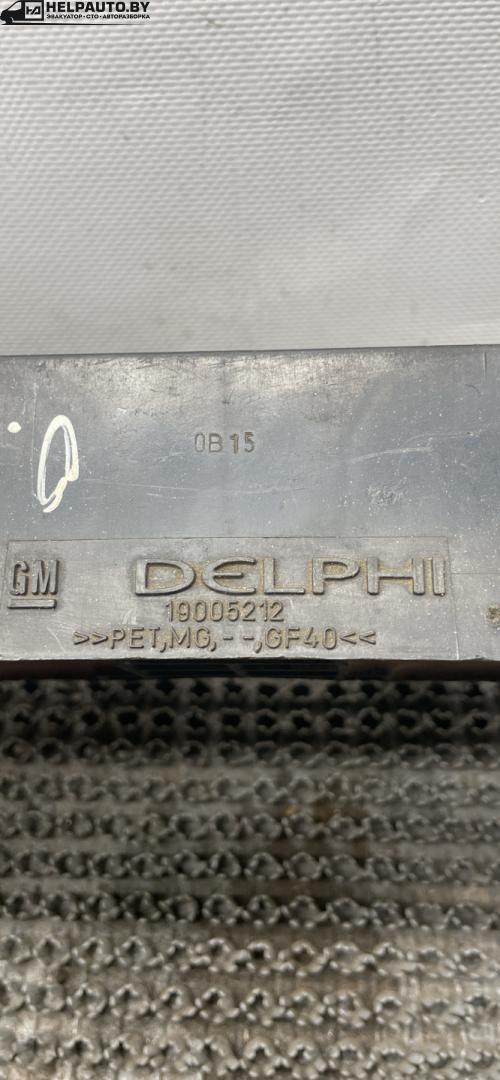 HELPAUTO.BY
ЭВАКУАТОР • СТО • АВТОРАЗБОРКА
0B15
GM DELPHI
19005212
>>PET,MG,--,GF40<<